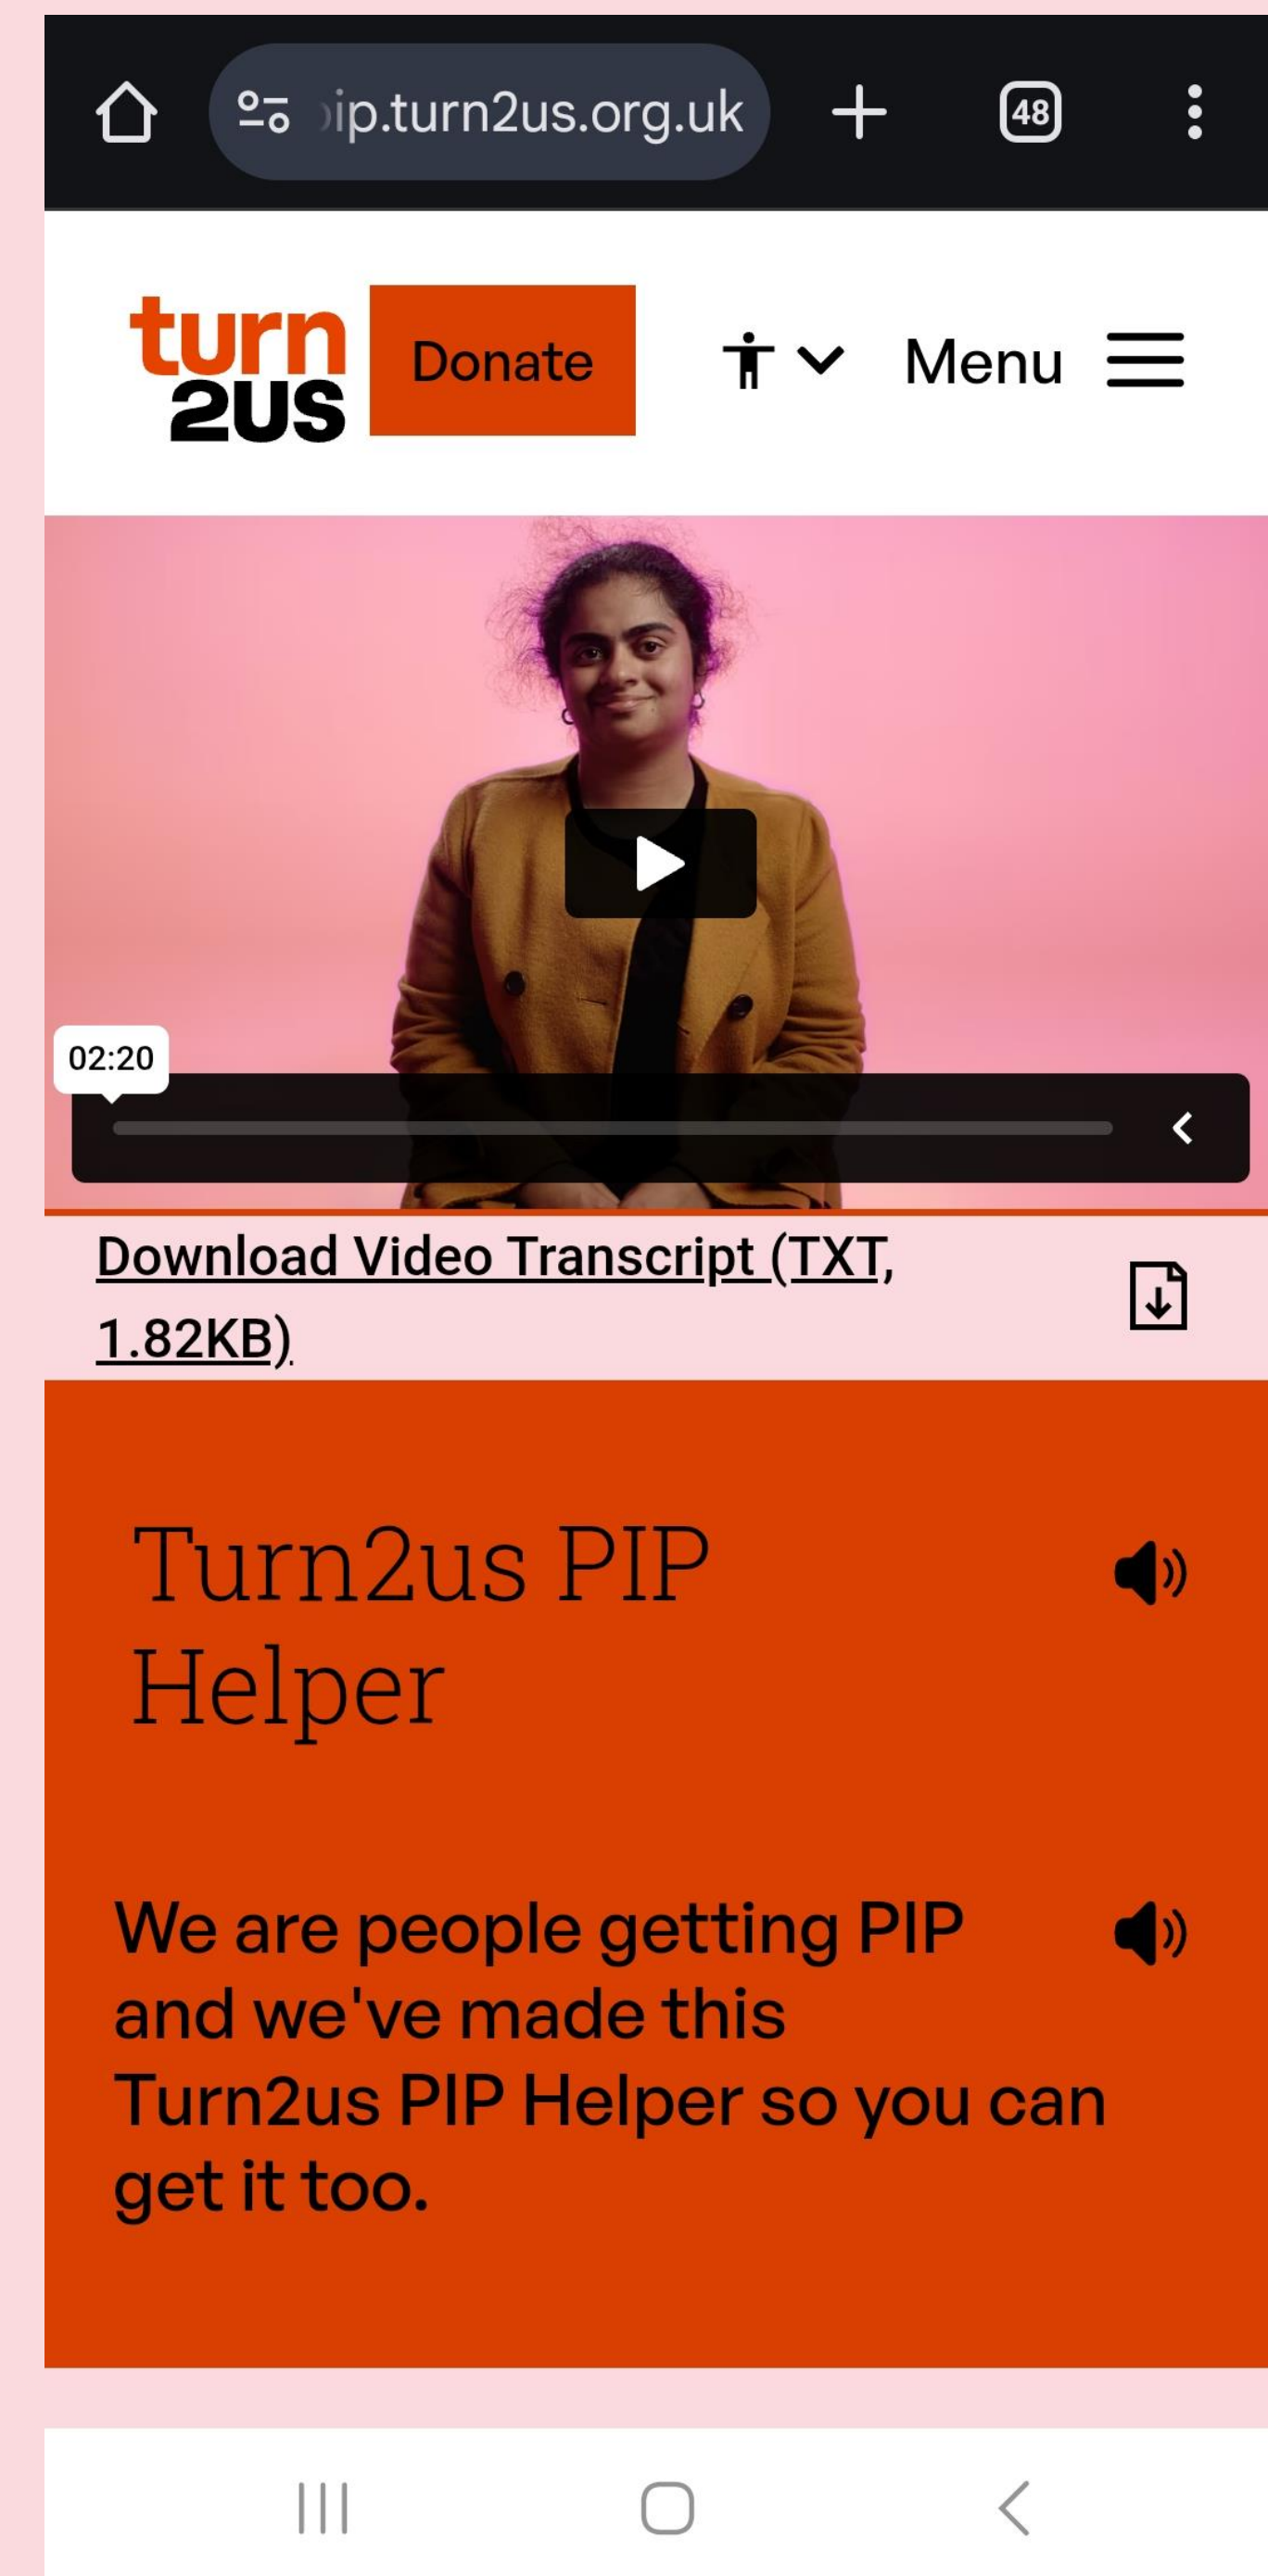 pip.turn2us.org.uk
48
turn
2us
Donate
Menu
02:20
Download Video Transcript (TXT,
1.82KB)
Turn2us PIP
Helper
We are people getting PIP
and we've made this
Turn2us PIP Helper so you can
get it too.